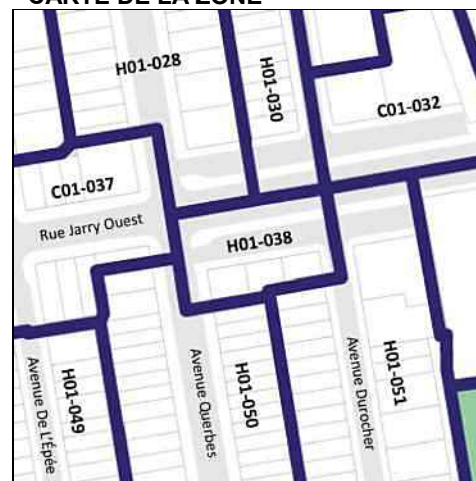 CARTE DE LA ZONE
H01-028
H01-030
C01-032
C01-037
Rue Jarry Ouest
H01-038
Avenue De L'Épée
H01-049
Avenue Querbes
H01-050
Avenue Durocher
H01-051